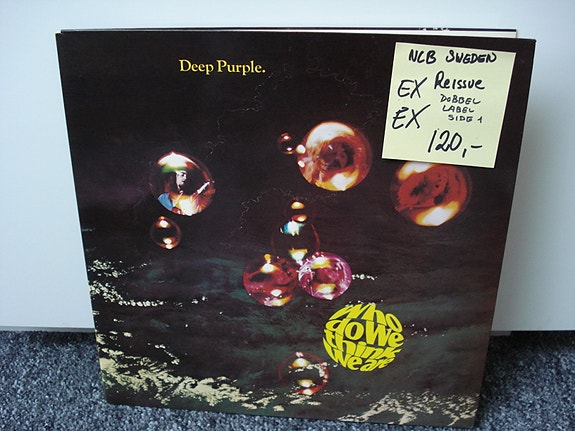 Deep Purple.
NCB SWEDEN
EX Reissue
DOBBEL
LABEL
EX SIDE 1
120,-
Who
do We
think
We are